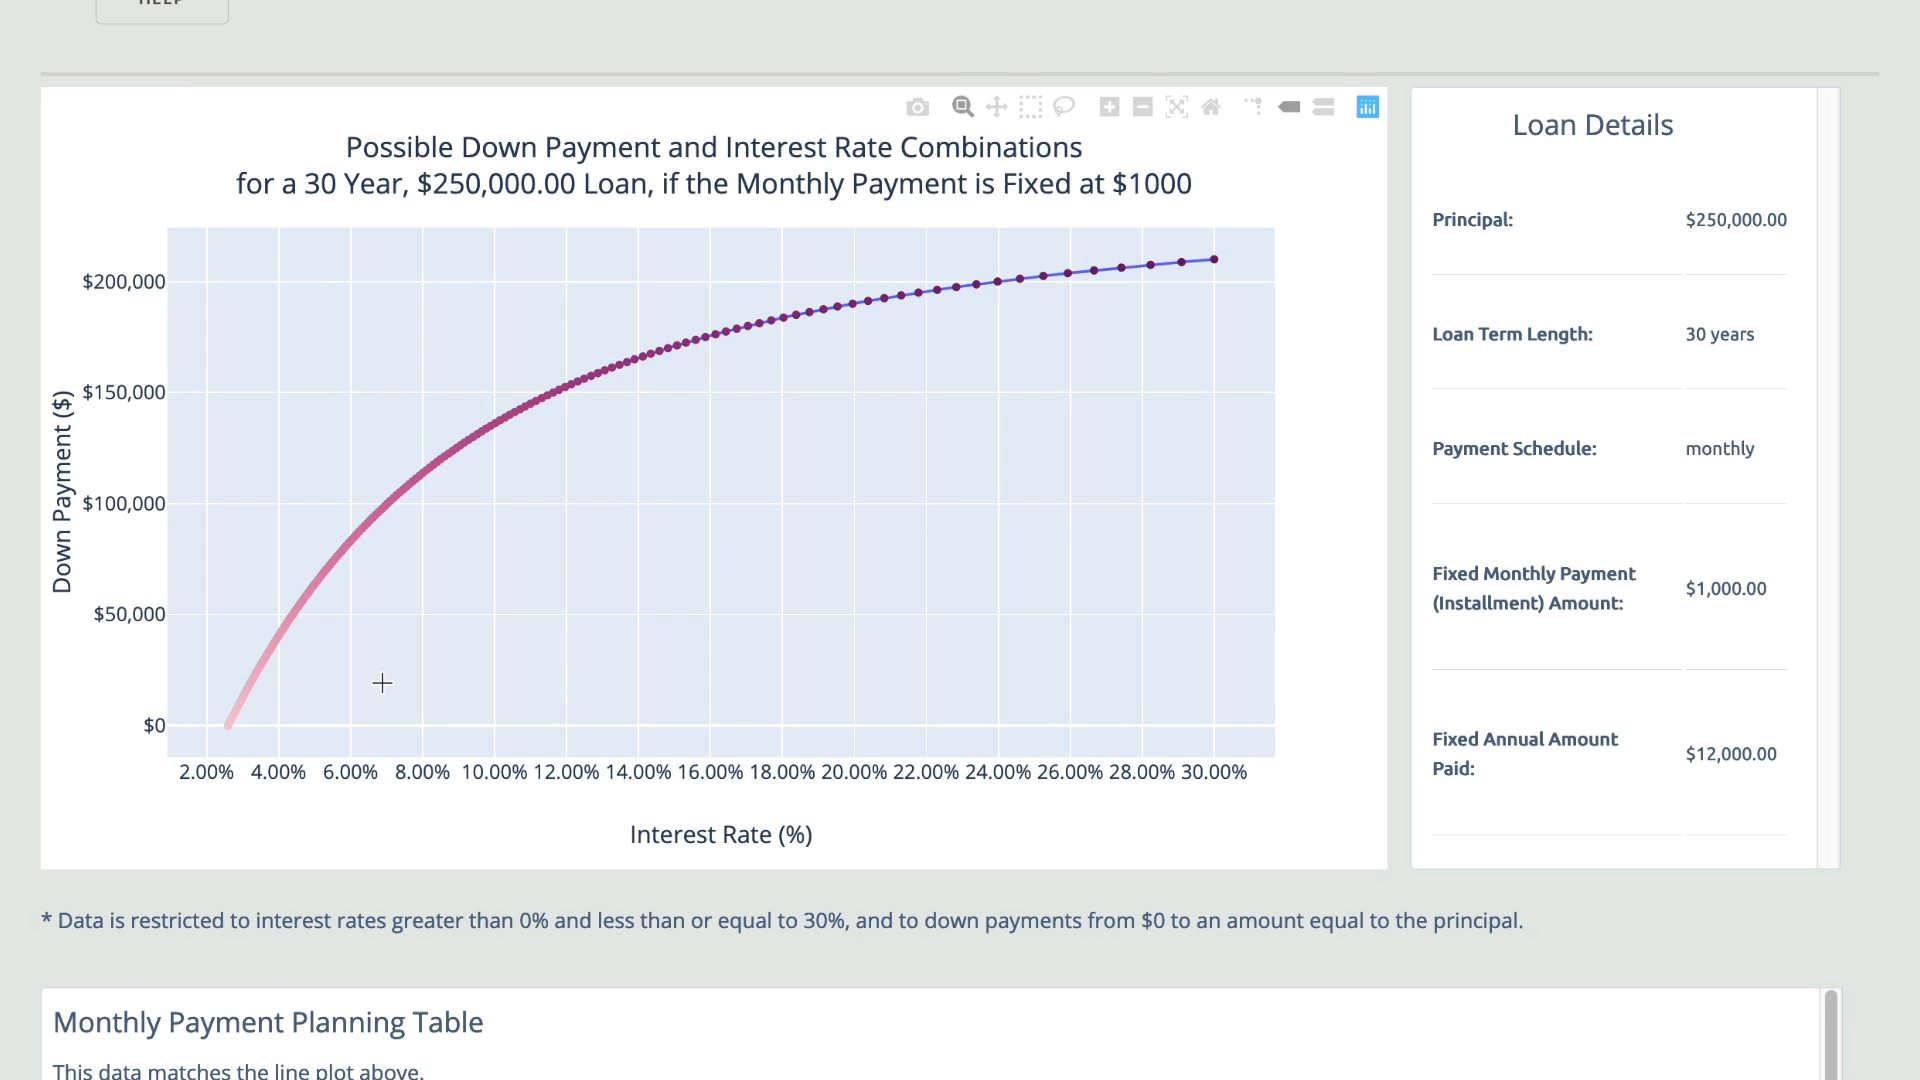 HELP
Possible Down Payment and Interest Rate Combinations
for a 30 Year, $250,000.00 Loan, if the Monthly Payment is Fixed at $1000
$200,000
$150,000
$100,000
$50,000
$0
Down Payment ($)
2.00% 4.00% 6.00% 8.00% 10.00% 12.00% 14.00% 16.00% 18.00% 20.00% 22.00% 24.00% 26.00% 28.00% 30.00%
Interest Rate (%)
Loan Details
Principal: $250,000.00
Loan Term Length: 30 years
Payment Schedule: monthly
Fixed Monthly Payment
(Installment) Amount: $1,000.00
Fixed Annual Amount
Paid: $12,000.00
* Data is restricted to interest rates greater than 0% and less than or equal to 30%, and to down payments from $0 to an amount equal to the principal.
Monthly Payment Planning Table
This data matches the line plot above.